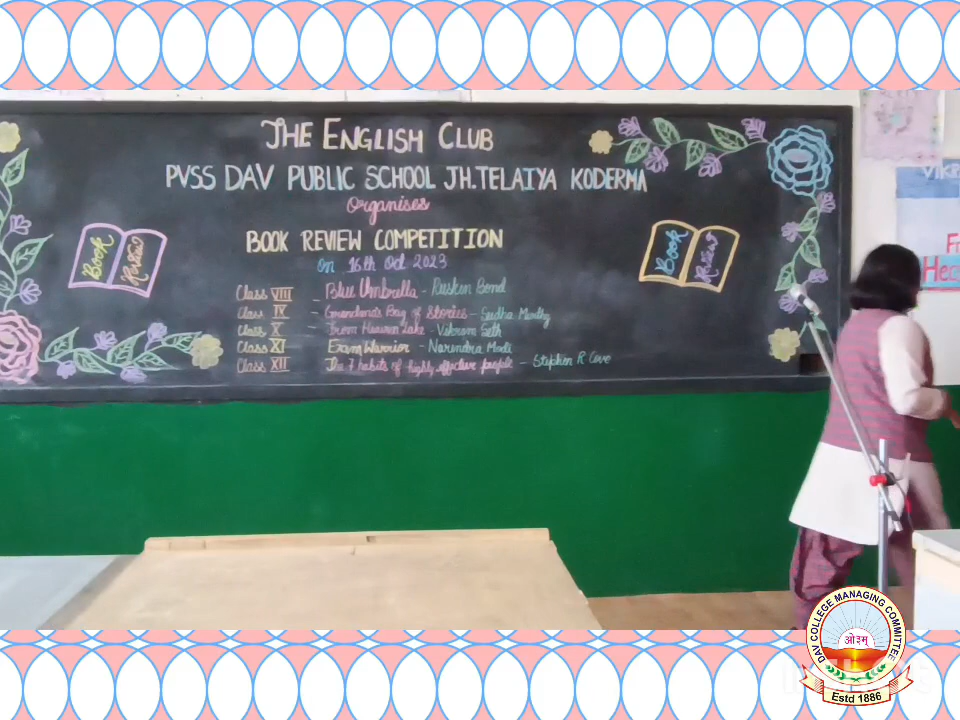 THE ENGLISH CLUB
PVSS DAV PUBLIC SCHOOL JH.TELAIYA KODERMA
Organises
BOOK REVIEW COMPETITION
On 16th Oct 2023
Book Review
Book Review
Class VIII - Blue Umbrella - Ruskin Bond
Class IX - Grandma's Bag of Stories - Sudha Murthy
Class X - From Heaven Lake - Vikram Seth
Class XI Exam Warrior - Narendra Modi
Class XII The 7 habits of highly effective people - Stephen R Cove
DAV COLLEGE MANAGING COMMITTEE
ओ३म्
Estd 1886